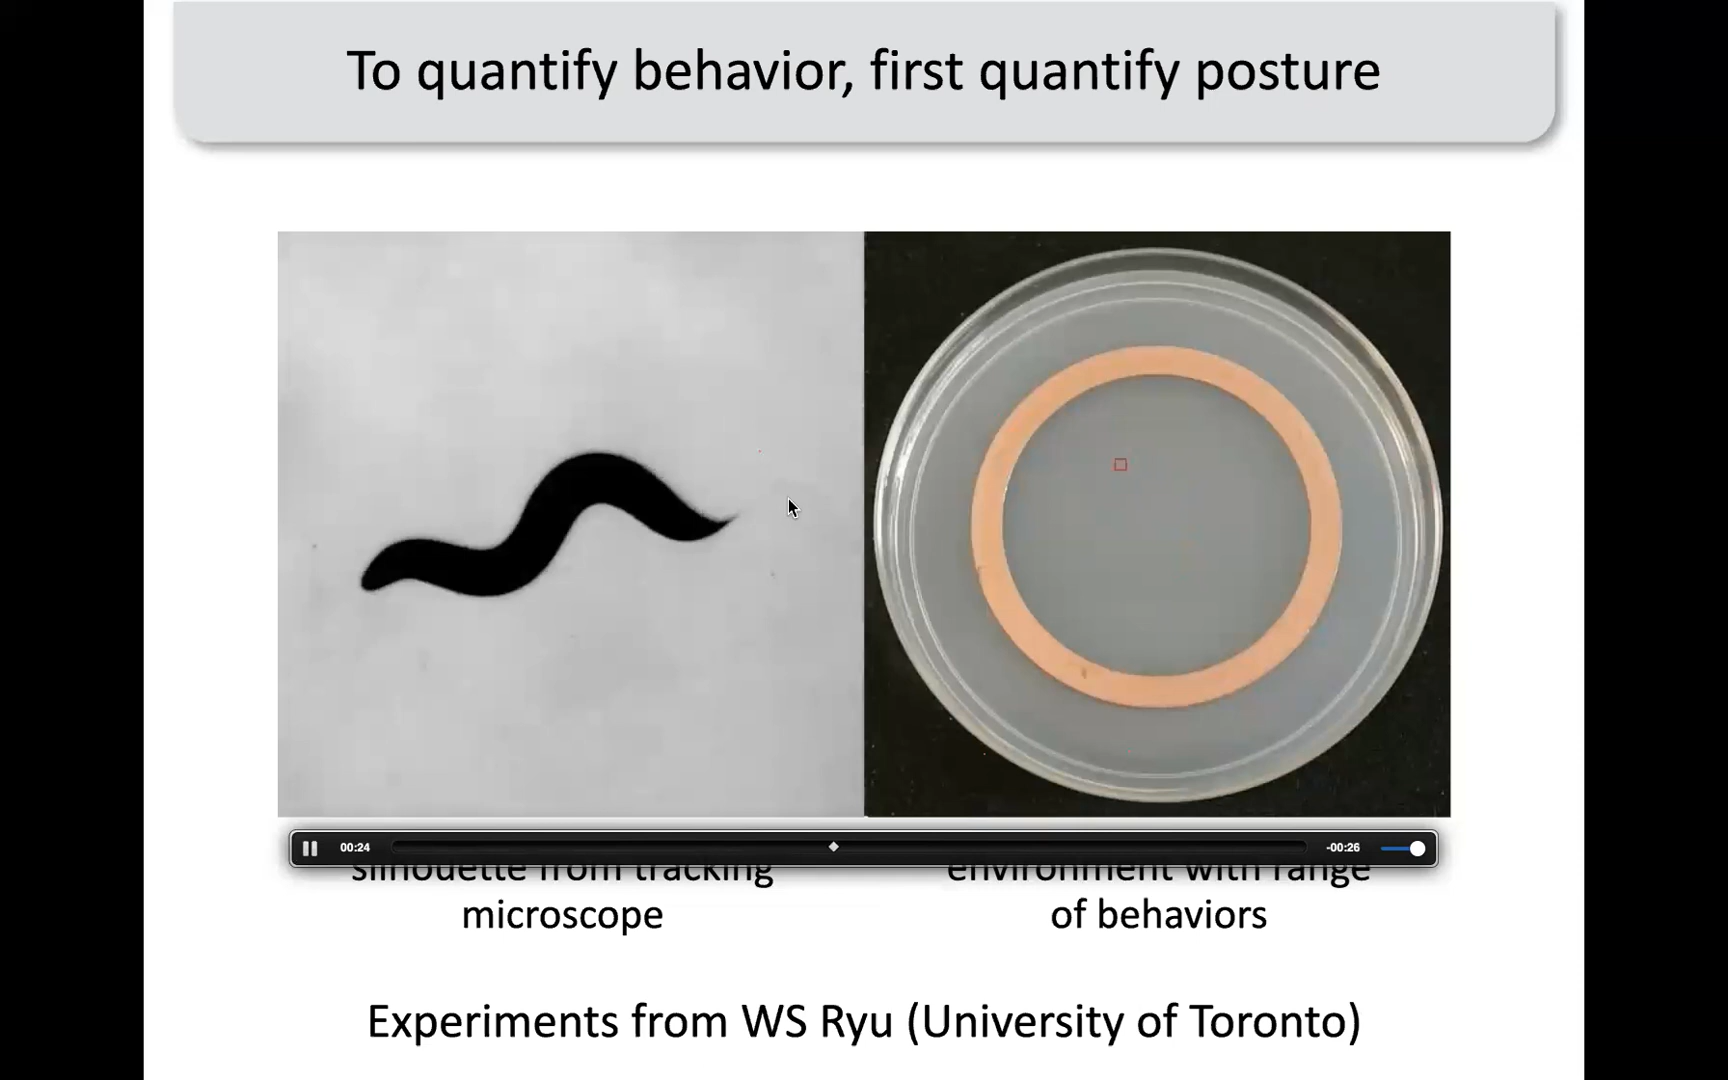 To quantify behavior, first quantify posture
00:24
-00:26
silhouette from tracking
environment with range
microscope
of behaviors
Experiments from WS Ryu (University of Toronto)